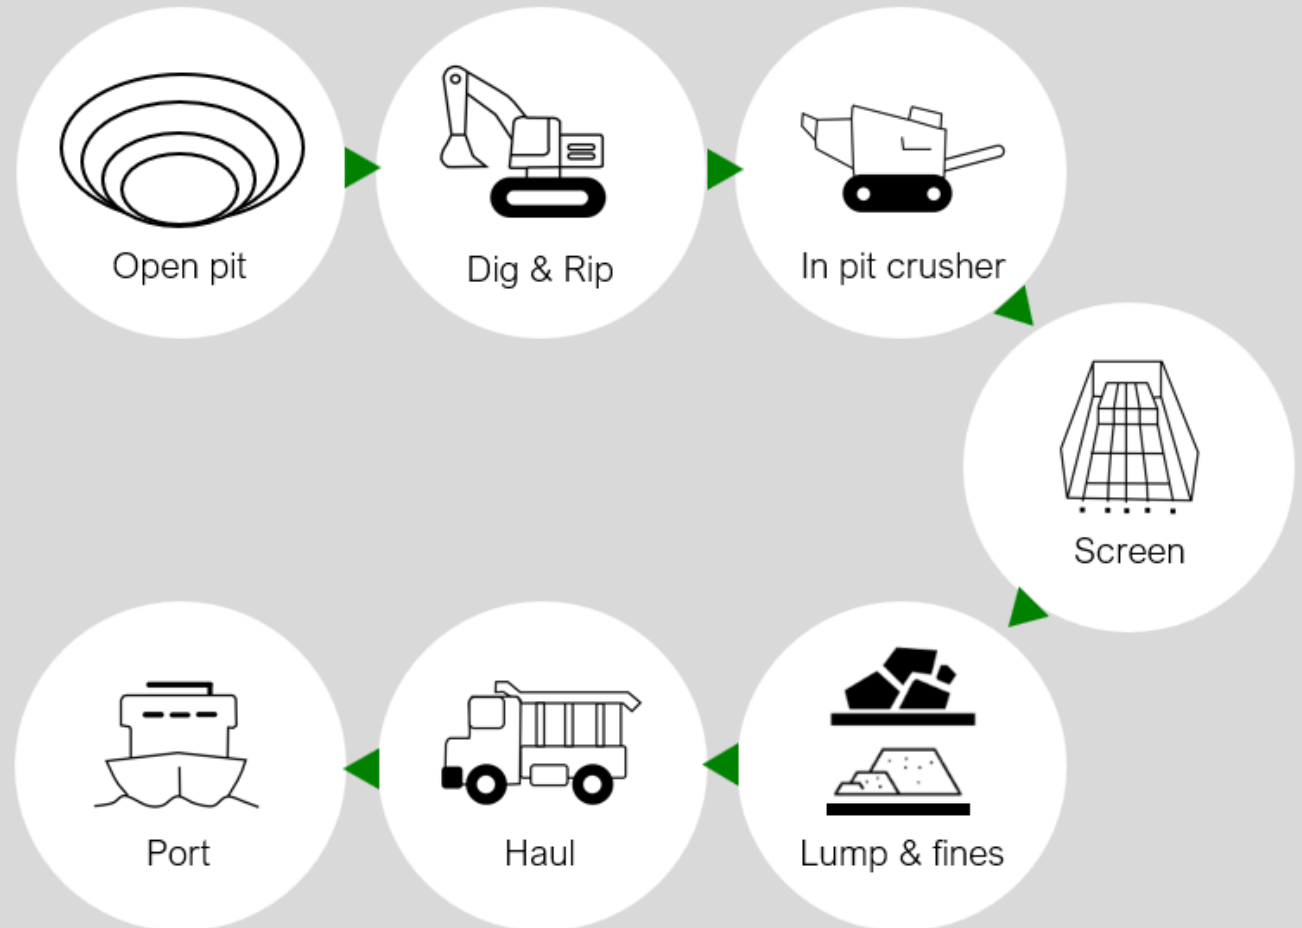 Open pit
Dig & Rip
In pit crusher
Screen
Lump & fines
Haul
Port